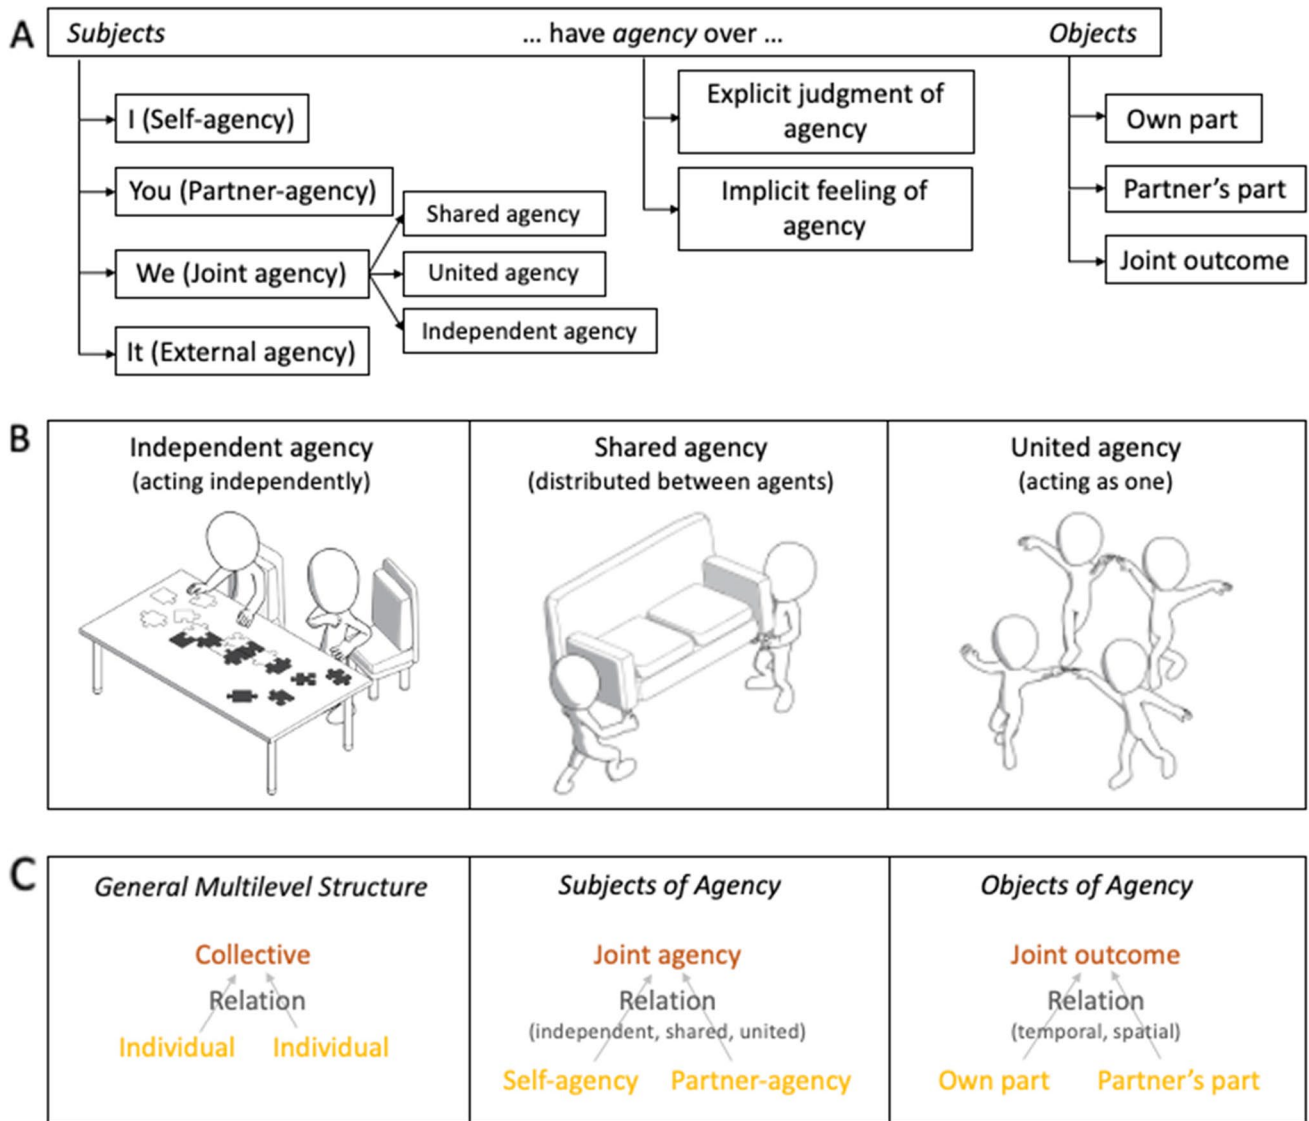 A
Subjects ... have agency over ... Objects
I (Self-agency)
You (Partner-agency)
We (Joint agency)
It (External agency)
Shared agency
United agency
Independent agency
Explicit judgment of
agency
Implicit feeling of
agency
Own part
Partner's part
Joint outcome
B
Independent agency
(acting independently)
Shared agency
(distributed between agents)
United agency
(acting as one)
C
General Multilevel Structure
Collective
Relation
Individual Individual
Subjects of Agency
Joint agency
Relation
(independent, shared, united)
Self-agency Partner-agency
Objects of Agency
Joint outcome
Relation
(temporal, spatial)
Own part Partner's part